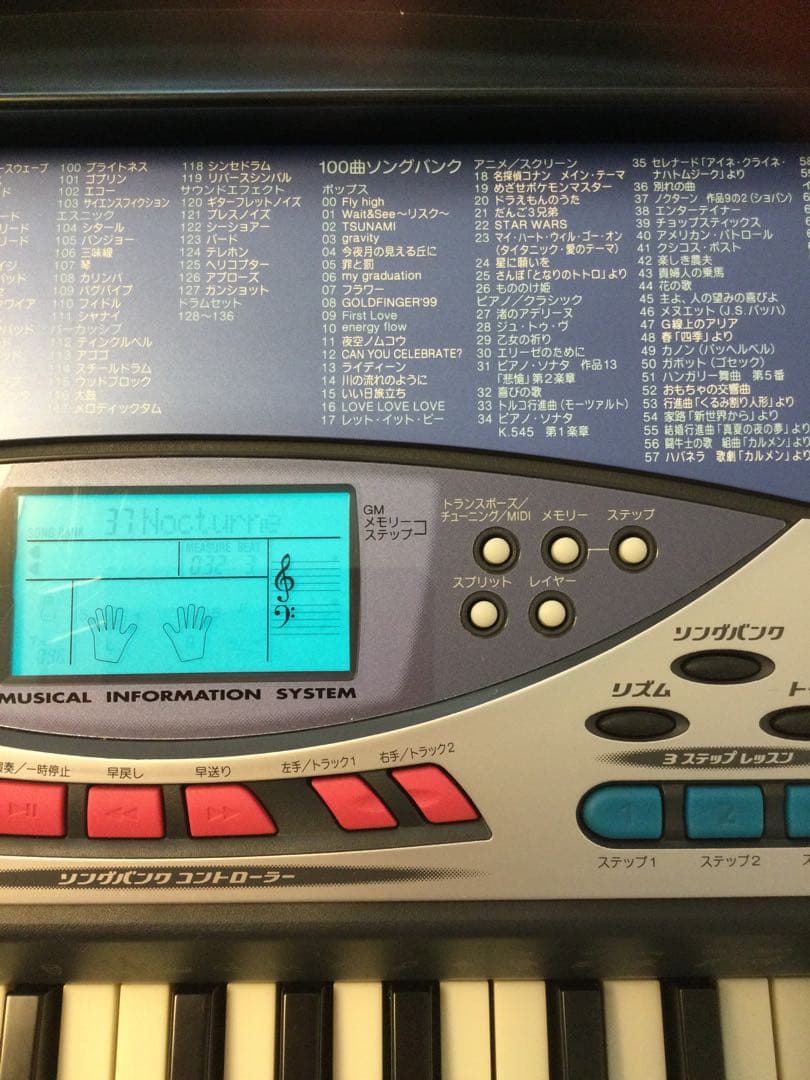 ースウェーブ
100 ブライトネス
101 ゴブリン
102 エコー
103 サイエンスフィクション
エスニック
104 シタール
105 バンジョー
106 三味線
107 琴
108 カリンバ
109 バグパイプ
110 フィドル
111 シャナイ
パーカッシブ
112 ティンクルベル
113 アゴゴ
114 スチールドラム
115 ウッドブロック
太鼓
メロディックタム
118 シンセドラム
119 リバースシンバル
サウンドエフェクト
120 ギターフレットノイズ
121 ブレスノイズ
122 シーショアー
123 バード
124 テレホン
125 ヘリコプター
126 アプローズ
127 ガンショット
ドラムセット
128〜136
100曲ソングバンク
ポップス
00 Fly high
01 Wait&See〜リスク〜
02 TSUNAMI
03 gravity
04 今夜月の見える丘に
05 罪と罰
06 my graduation
07 フラワー
08 GOLDFINGER'99
09 First Love
10 energy flow
11 夜空ノムコウ
12 CAN YOU CELEBRATE?
13 ライディーン
14 川の流れのように
15 いい日旅立ち
16 LOVE LOVE LOVE
17 レット・イット・ビー
アニメ／スクリーン
18 名探偵コナン メイン・テーマ
19 めざせポケモンマスター
20 ドラえもんのうた
21 だんご3兄弟
22 STAR WARS
23 マイ・ハート・ウィル・ゴー・オン
(タイタニック・愛のテーマ)
24 星に願いを
25 さんぽ「となりのトトロ」より
26 もののけ姫
ピアノ／クラシック
27 渚のアデリーヌ
28 ジュ・トゥ・ヴ
29 乙女の祈り
30 エリーゼのために
31 ピアノ・ソナタ 作品13
「悲愴」第2楽章
32 喜びの歌
33 トルコ行進曲(モーツァルト)
34 ピアノ・ソナタ
K.545 第1楽章
35 セレナード「アイネ・クライネ・
ナハトムジーク」より
36 別れの曲
37 ノクターン 作品9の2(ショパン)
38 エンターテイナー
39 チョップスティックス
40 アメリカン・パトロール
41 クシコス・ポスト
42 楽しき農夫
43 貴婦人の乗馬
44 花の歌
45 主よ、人の望みの喜びよ
46 メヌエット(J.S.バッハ)
47 G線上のアリア
48 春「四季」より
49 カノン(パッヘルベル)
50 ガボット(ゴセック)
51 ハンガリー舞曲 第5番
52 おもちゃの交響曲
53 行進曲「くるみ割り人形」より
54 家路「新世界から」より
55 結婚行進曲「真夏の夜の夢」より
56 闘牛士の歌 組曲「カルメン」より
57 ハバネラ 歌劇「カルメン」より
SONG BANK
37 Nocturne
MEASURE BEAT
032 3
GM
メモリー
ステップ
MUSICAL INFORMATION SYSTEM
トランスポーズ／
チューニング／MIDI
メモリー
ステップ
スプリット
レイヤー
ソングバンク
リズム
3ステップレッスン
1
2
ステップ1
ステップ2
演奏／一時停止
早戻し
早送り
左手／トラック1
右手／トラック2
ソングバンクコントローラー